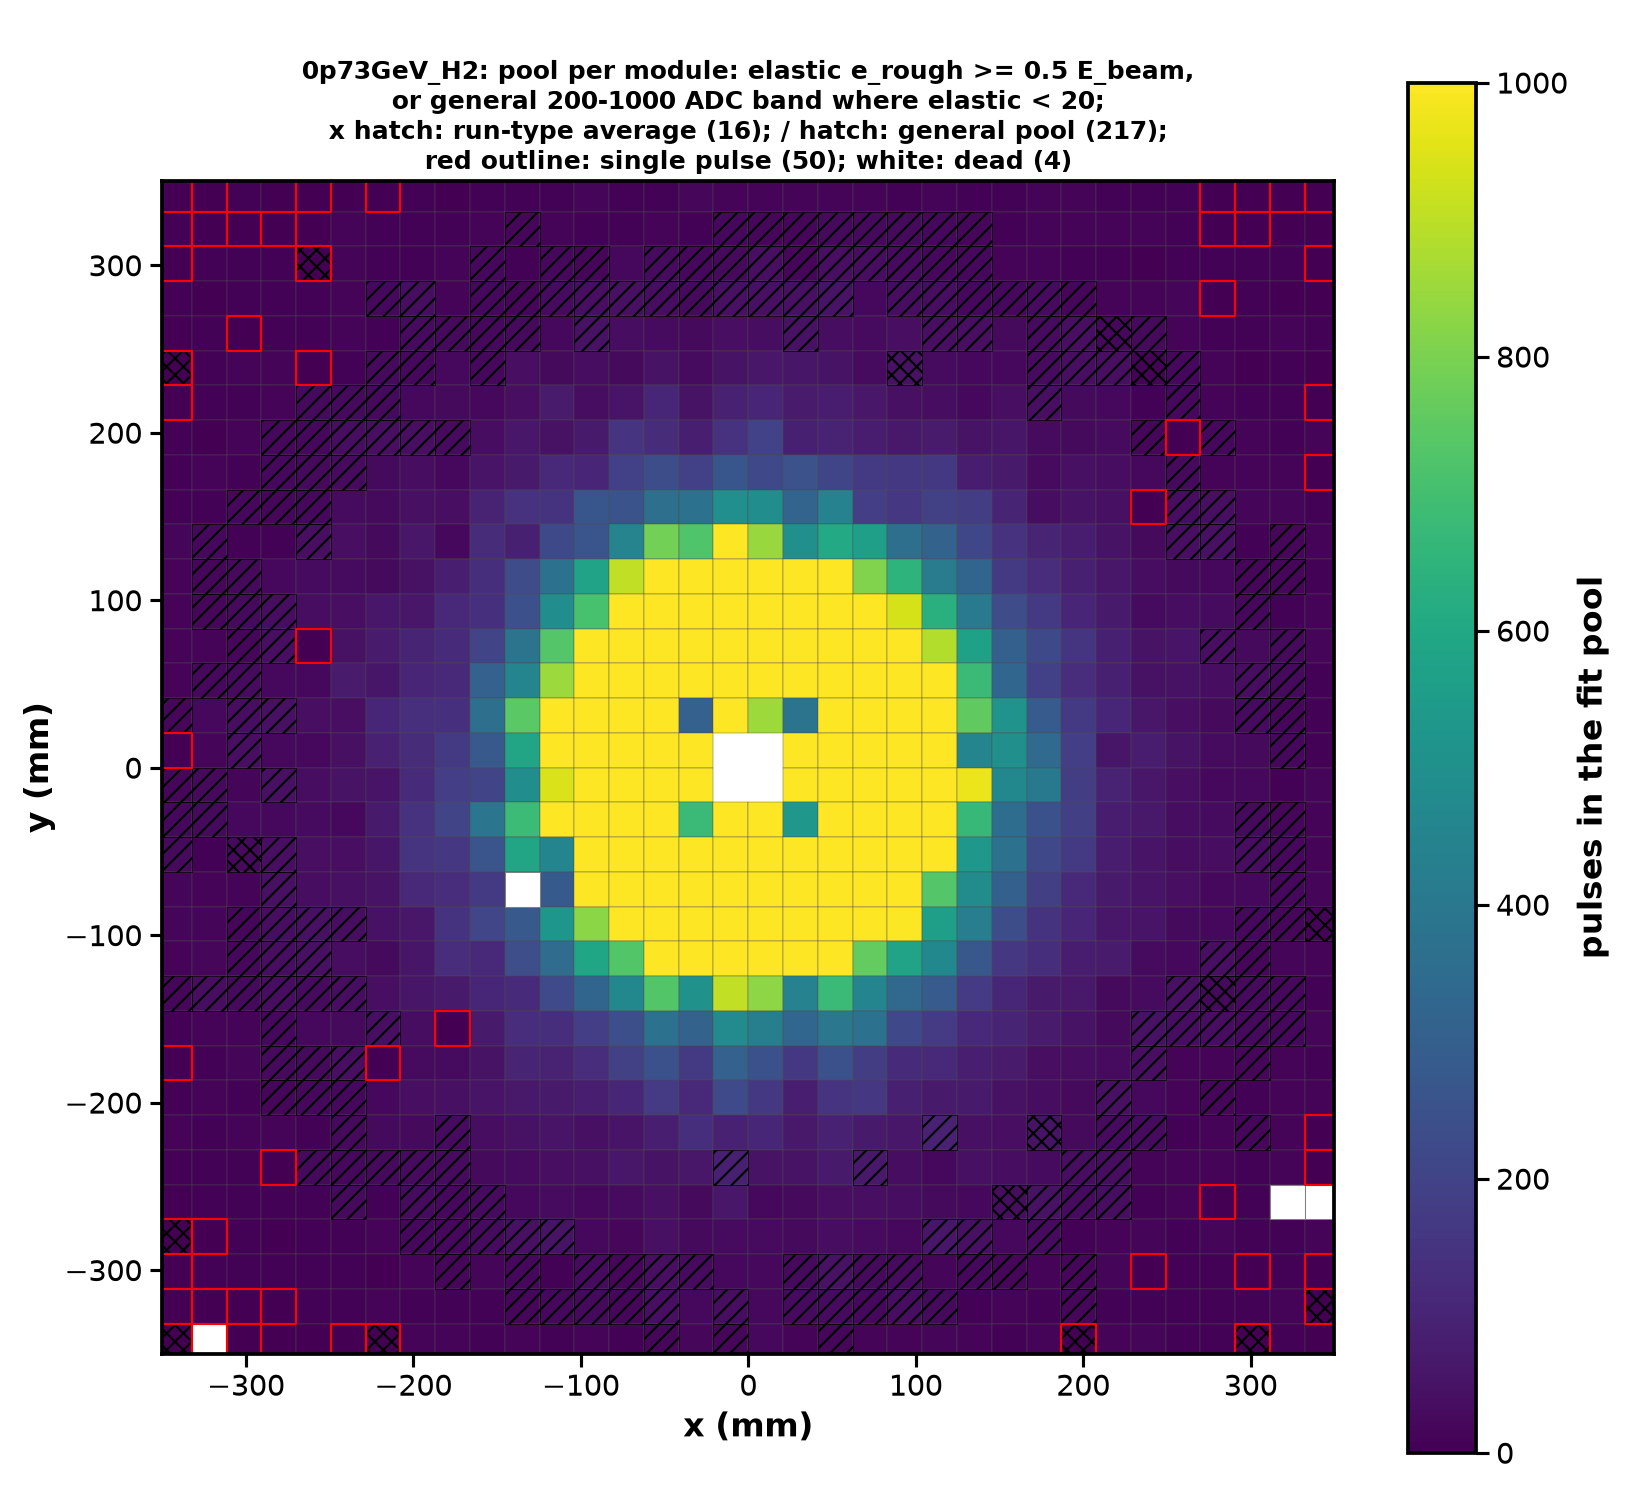 0p73GeV_H2: pool per module: elastic e_rough >= 0.5 E_beam,
or general 200-1000 ADC band where elastic < 20;
x hatch: run-type average (16); / hatch: general pool (217);
red outline: single pulse (50); white: dead (4)
300
200
100
0
−100
−200
−300
y (mm)
−300
−200
−100
0
100
200
300
x (mm)
1000
800
600
400
200
0
pulses in the fit pool